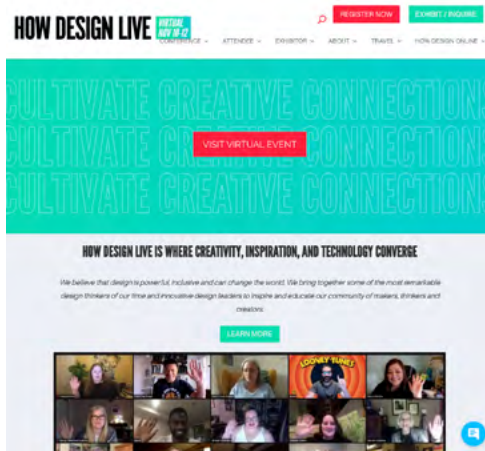 HOW DESIGN LIVE
VIRTUAL
NOV 10-12
REGISTER NOW
EXHIBIT / INQUIRE
CONFERENCE
ATTENDEE
EXHIBITOR
ABOUT
TRAVEL
HOW DESIGN ONLINE
CULTIVATE CREATIVE CONNECTION
CULTIVATE CREATIVE CONNECTION
VISIT VIRTUAL EVENT
CULTIVATE CREATIVE CONNECTION
HOW DESIGN LIVE IS WHERE CREATIVITY, INSPIRATION, AND TECHNOLOGY CONVERGE
We believe that design is powerful, inclusive and can change the world. We bring together some of the most remarkable
design thinkers of our time and innovative design leaders to inspire and educate our community of makers, thinkers and
creators.
LEARN MORE
LOONEY TUNES